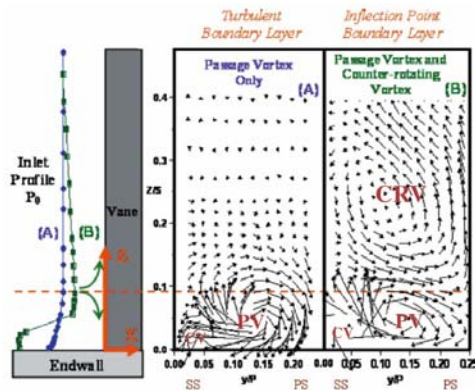 Turbulent
Boundary Layer
Inflection Point
Boundary Layer
Passage Vortex
Only
(A)
Passage Vortex and
Counter-rotating
Vortex
(B)
Inlet
Profile
P₀
(A)
(B)
Vane
Z
Endwall
Z/S
0.4
0.3
0.2
0.1
0.0
CRV
PV
CV
PV
CV
0.00
0.05
0.10
0.15
0.20
0.00
0.05
0.10
0.15
0.20
0.25
SS
y/P
PS
SS
y/P
PS